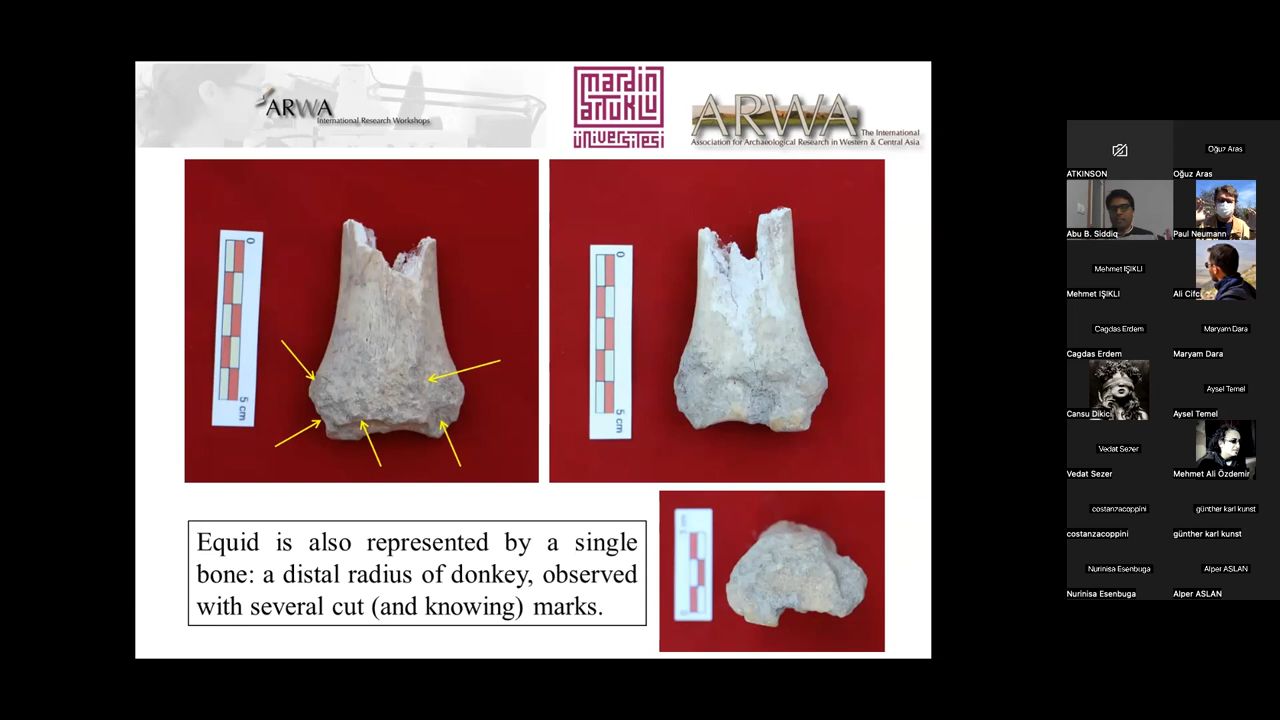 ARWA
International Research Workshops
mardin
artuklu
üniversitesi
ARWA
The International
Association for Archaeological Research in Western & Central Asia
0
5 cm
0
5 cm
Equid is also represented by a single
bone: a distal radius of donkey, observed
with several cut (and knowing) marks.
ATKINSON
Oğuz Aras
Oğuz Aras
Abu B. Siddiq
Paul Neumann
Mehmet IŞIKLI
Mehmet IŞIKLI
Ali Cifci
Cagdas Erdem
Maryam Dara
Cagdas Erdem
Maryam Dara
Aysel Temel
Cansu Dikici
Aysel Temel
Vedat Sezer
Vedat Sezer
Mehmet Ali Özdemir
costanzacoppini
günther karl kunst
costanzacoppini
günther karl kunst
Nurinisa Esenbuga
Alper ASLAN
Nurinisa Esenbuga
Alper ASLAN